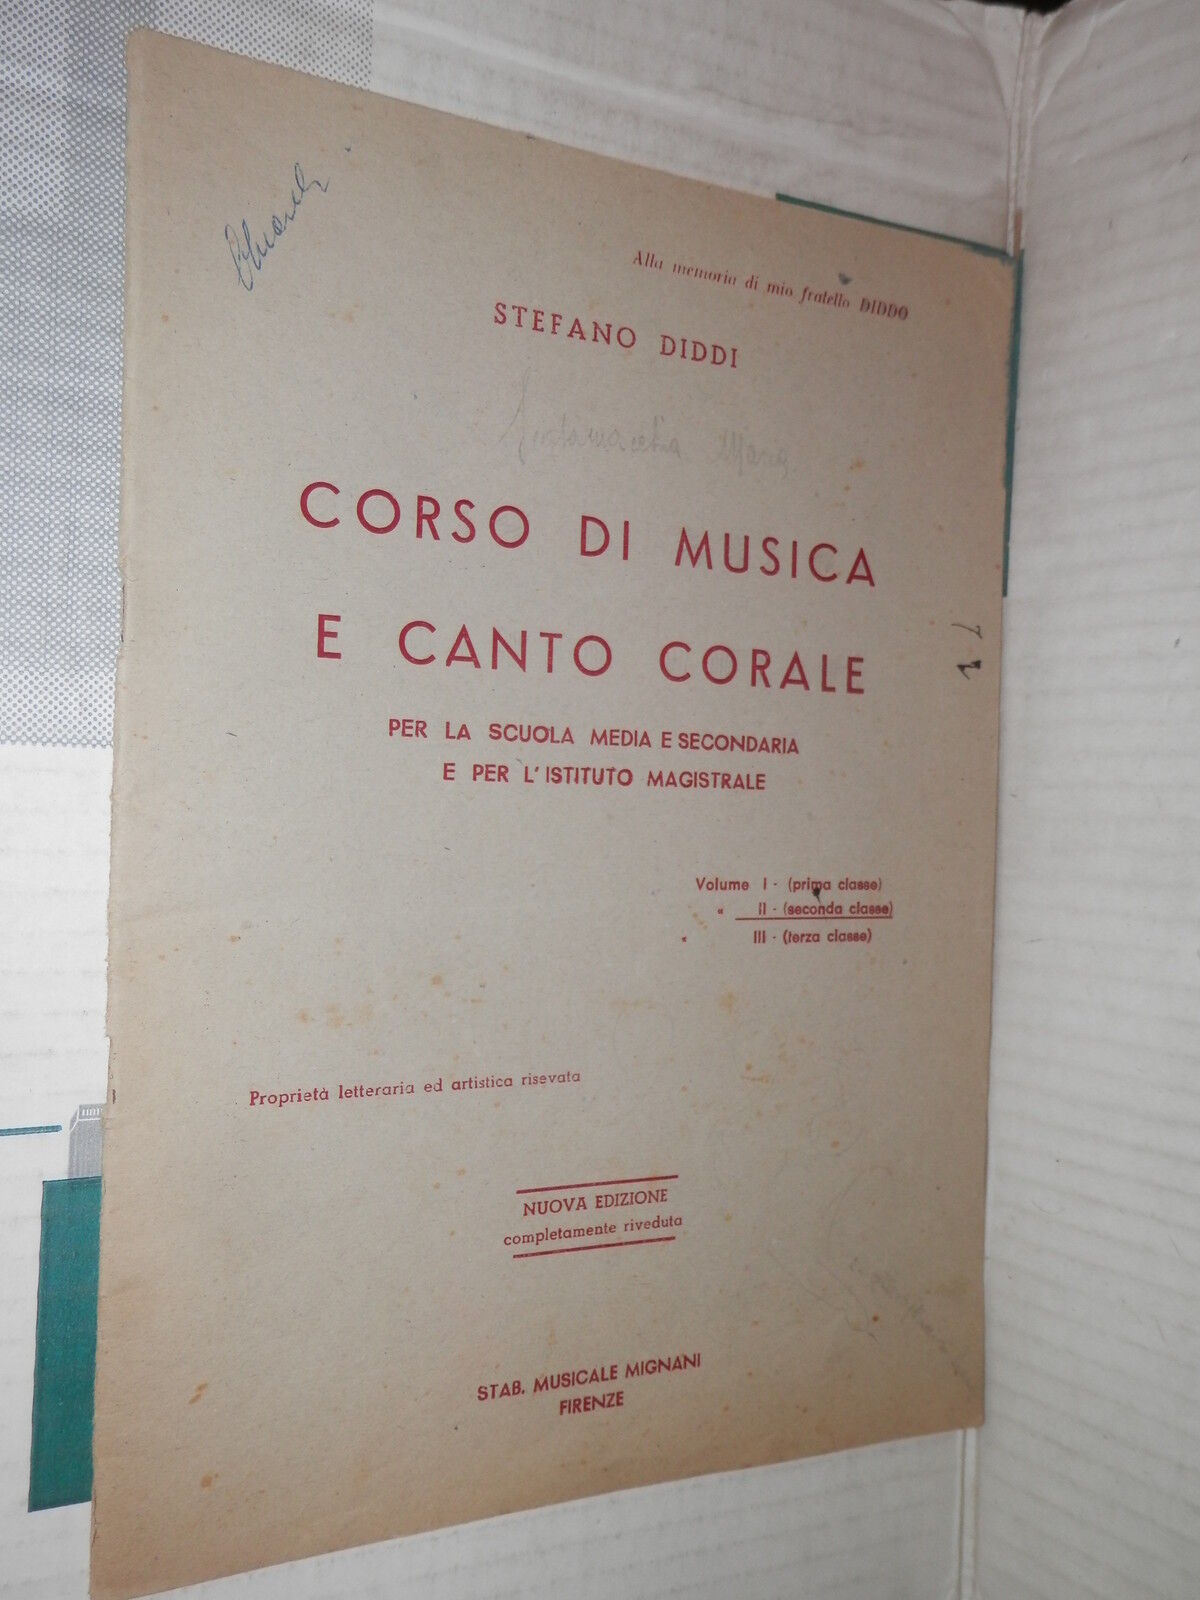 Alla memoria di mio fratello DIDDO
STEFANO DIDDI
CORSO DI MUSICA
E CANTO CORALE
PER LA SCUOLA MEDIA E SECONDARIA
E PER L'ISTITUTO MAGISTRALE
Volume I - (prima classe)
« II - (seconda classe)
« III - (terza classe)
Proprietà letteraria ed artistica risevata
NUOVA EDIZIONE
completamente riveduta
STAB. MUSICALE MIGNANI
FIRENZE